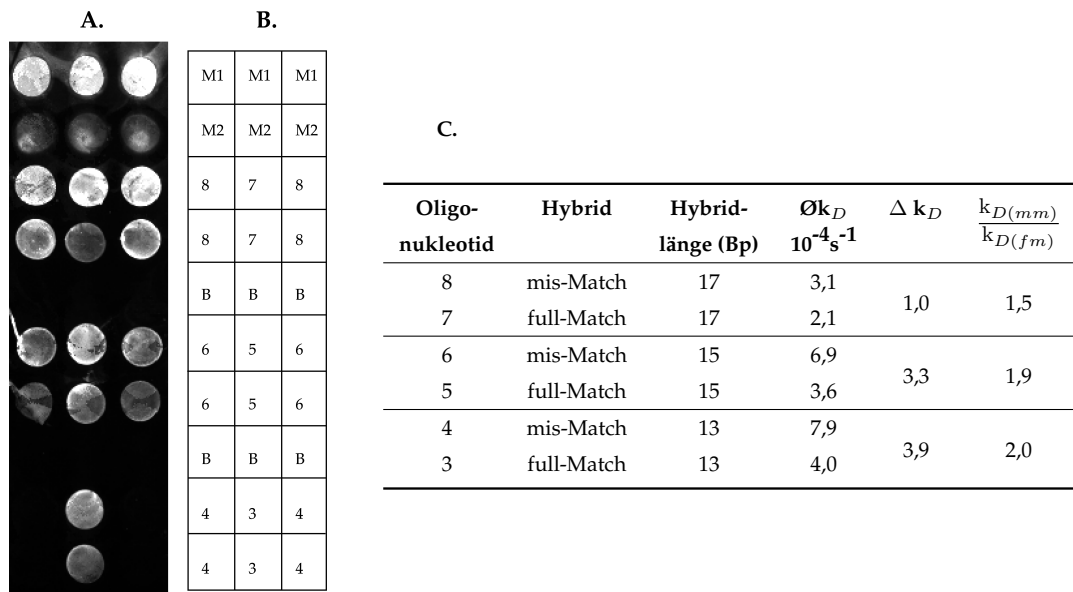 A.
B.
M1 M1 M1
M2 M2 M2
8 7 8
8 7 8
B B B
6 5 6
6 5 6
B B B
4 3 4
4 3 4
C.
Oligo- Hybrid Hybrid- Øk_D Δ k_D k_{D(mm)}
nukleotid länge (Bp) 10^{-4}s^{-1} k_{D(fm)}
8 mis-Match 17 3,1
1,0 1,5
7 full-Match 17 2,1
6 mis-Match 15 6,9
3,3 1,9
5 full-Match 15 3,6
4 mis-Match 13 7,9
3,9 2,0
3 full-Match 13 4,0